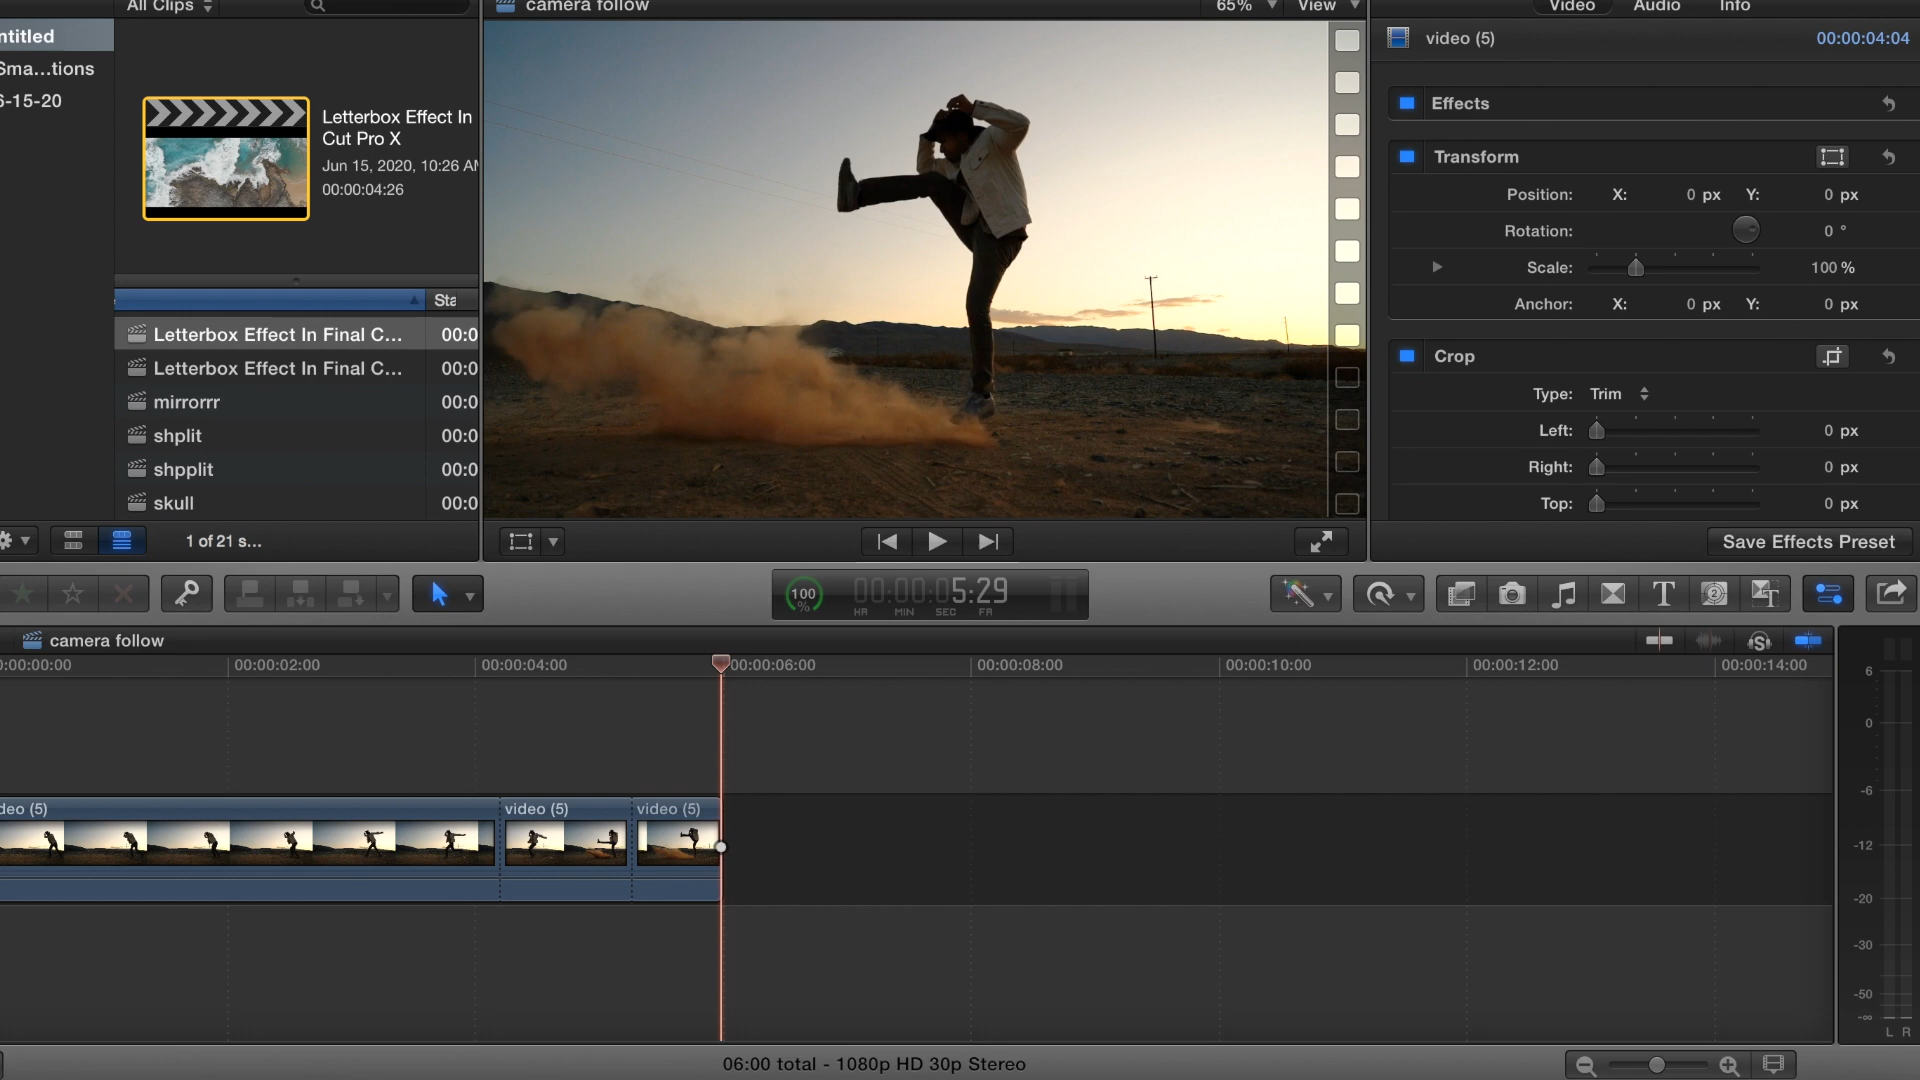 All Clips
camera follow
65%
View
Video
Audio
Info
ntitled
Sma...tions
6-15-20
Letterbox Effect In
Cut Pro X
Jun 15, 2020, 10:26 AM
00:00:04:26
Sta
Letterbox Effect In Final C... 00:0
Letterbox Effect In Final C... 00:0
mirrorrr 00:0
shplit 00:0
shpplit 00:0
skull 00:0
1 of 21 s...
video (5) 00:00:04:04
Effects
Transform
Position: X: 0 px Y: 0 px
Rotation: 0 °
Scale: 100 %
Anchor: X: 0 px Y: 0 px
Crop
Type: Trim
Left: 0 px
Right: 0 px
Top: 0 px
Save Effects Preset
100 %
00:00:05:29
HR MIN SEC FR
T
2
T
camera follow
S
0:00:00:00 00:00:02:00 00:00:04:00 00:00:06:00 00:00:08:00 00:00:10:00 00:00:12:00 00:00:14:00
deo (5) video (5) video (5)
6
0
-6
-12
-20
-30
-50
-∞
L R
06:00 total - 1080p HD 30p Stereo